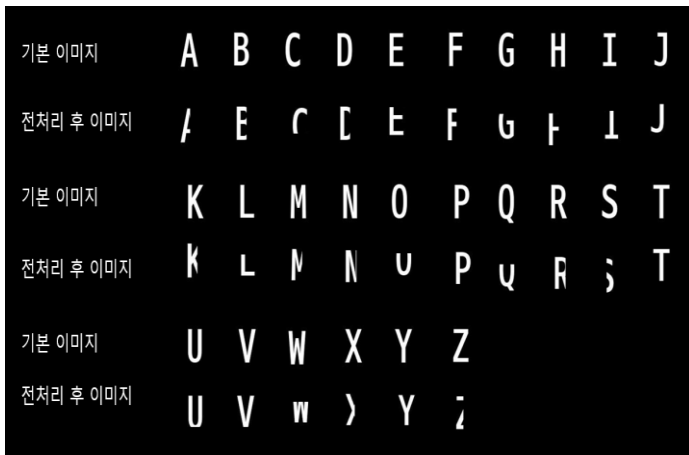 기본 이미지 A B C D E F G H I J
전처리 후 이미지 A E C D E F G H I J
기본 이미지 K L M N O P Q R S T
전처리 후 이미지 K L M N O P Q R S T
기본 이미지 U V W X Y Z
전처리 후 이미지 U V W X Y Z